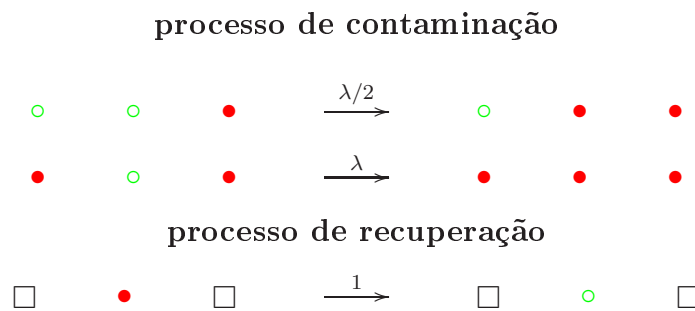 processo de contaminação
λ/2
λ
processo de recuperação
1